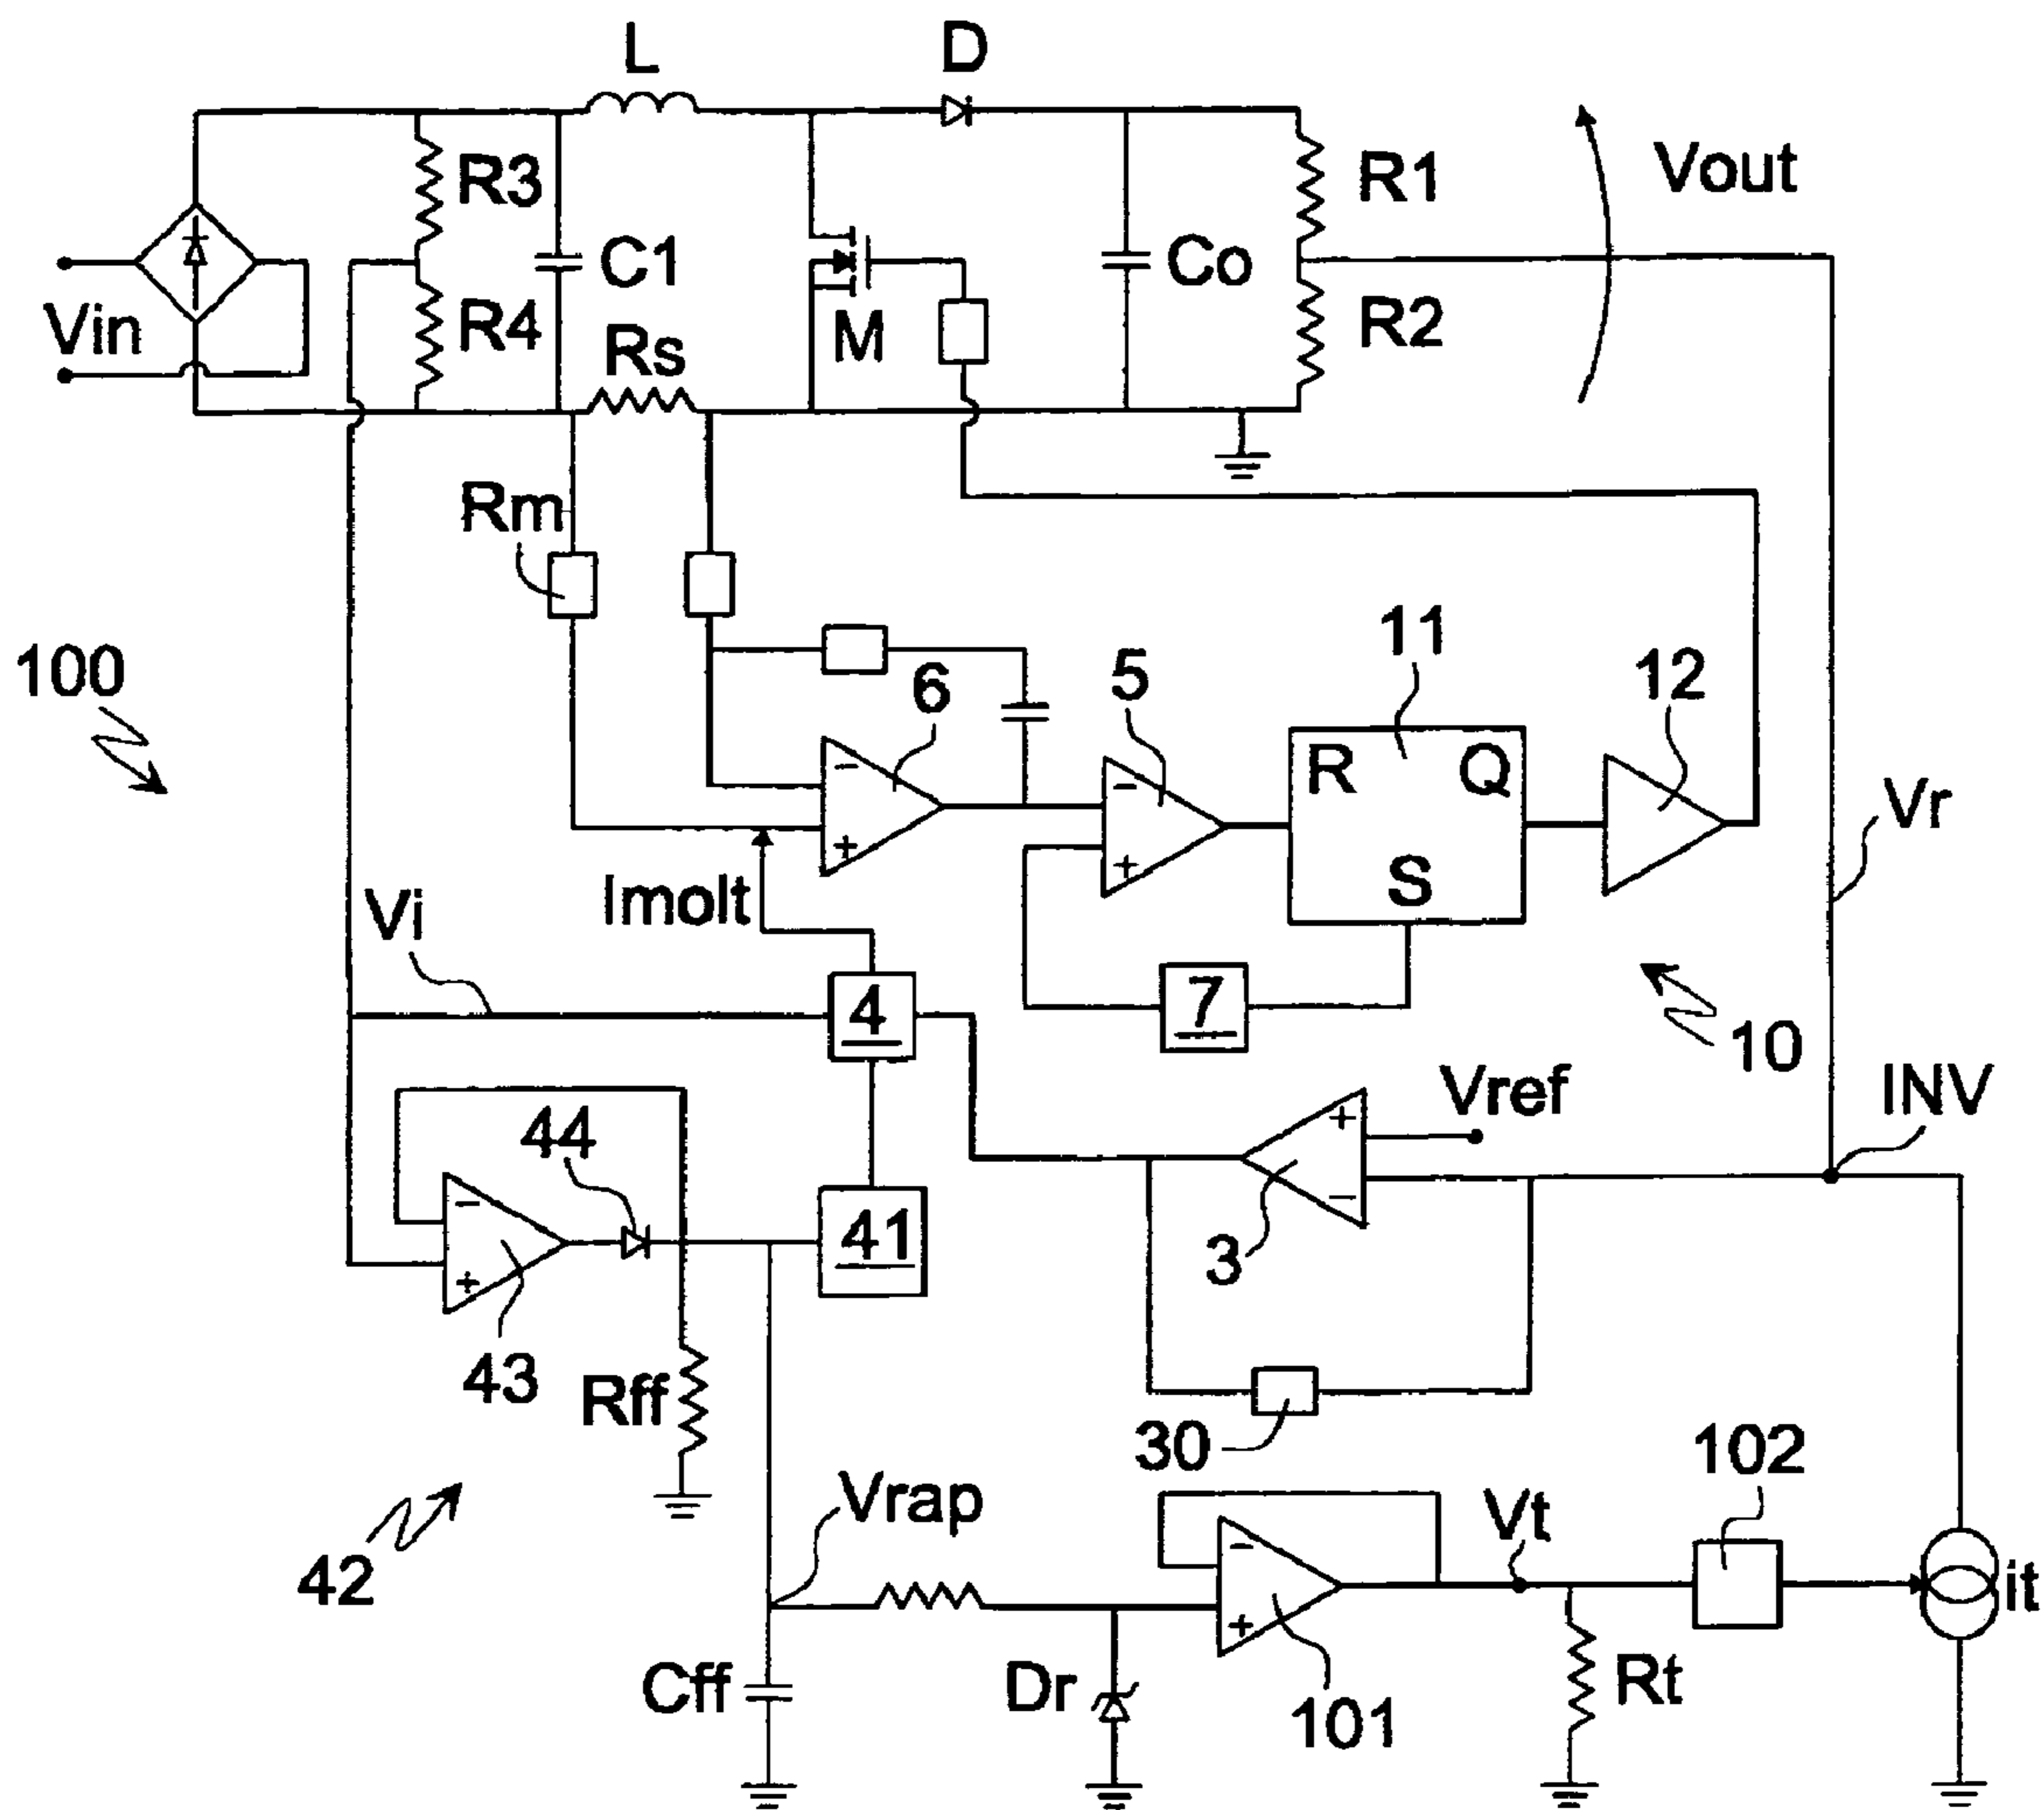 L
D
R3
R1
Vout
C1
Co
Vin
R4
M
R2
Rs
Rm
11
100
6
5
12
R
Q
Vr
-
-
+
+
S
Imolt
Vi
4
7
10
Vref
INV
44
+
-
-
41
3
+
43
Rff
30
102
Vrap
Vt
42
-
it
+
Cff
Dr
101
Rt